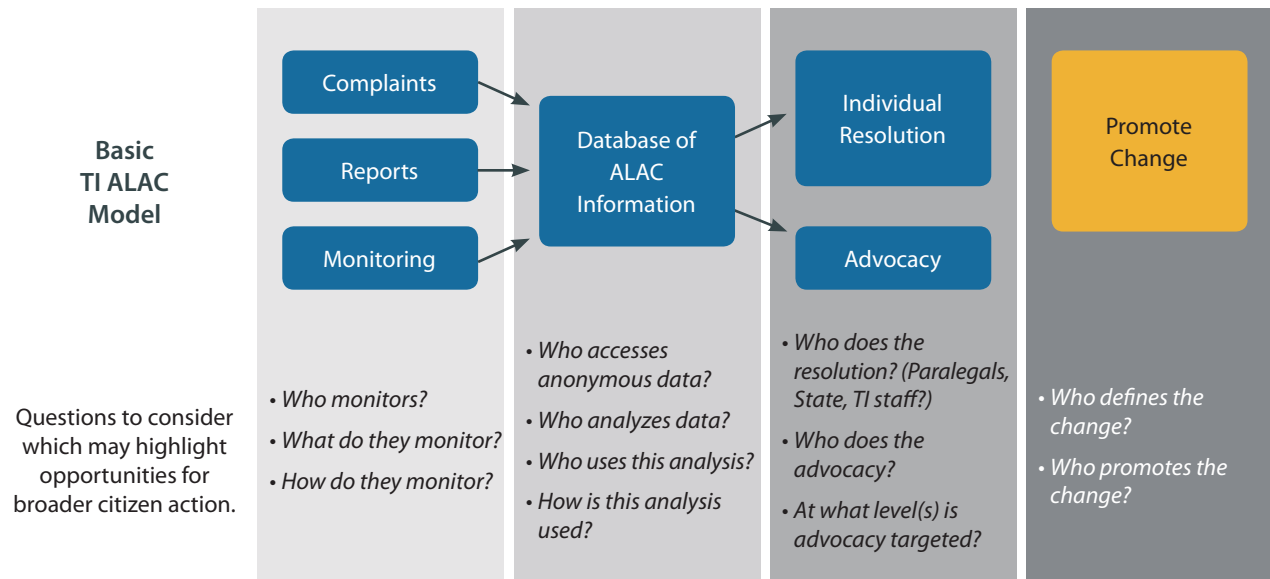 Basic
TI ALAC
Model
Complaints
Reports
Monitoring
Database of
ALAC
Information
Individual
Resolution
Advocacy
Promote
Change
Questions to consider
which may highlight
opportunities for
broader citizen action.
• Who monitors?
• What do they monitor?
• How do they monitor?
• Who accesses
anonymous data?
• Who analyzes data?
• Who uses this analysis?
• How is this analysis
used?
• Who does the
resolution? (Paralegals,
State, TI staff?)
• Who does the
advocacy?
• At what level(s) is
advocacy targeted?
• Who defines the
change?
• Who promotes the
change?